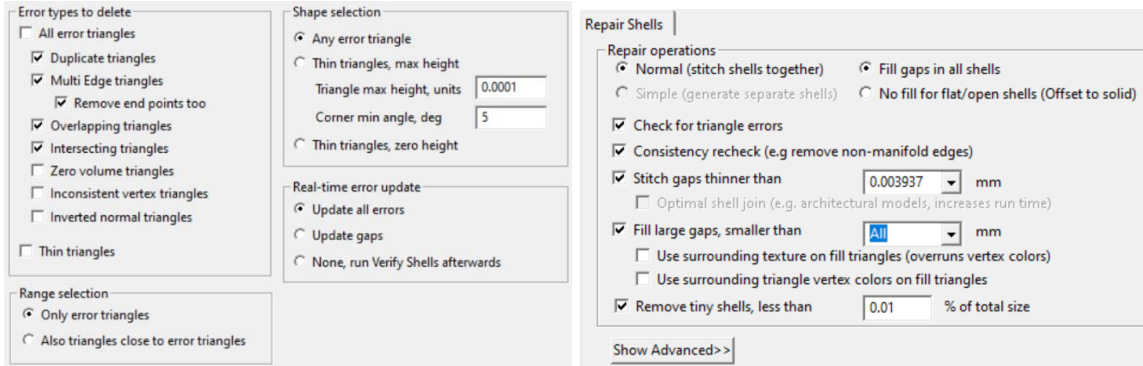 Error types to delete
All error triangles
Duplicate triangles
Multi Edge triangles
Remove end points too
Overlapping triangles
Intersecting triangles
Zero volume triangles
Inconsistent vertex triangles
Inverted normal triangles
Thin triangles
Range selection
Only error triangles
Also triangles close to error triangles
Shape selection
Any error triangle
Thin triangles, max height
Triangle max height, units 0.0001
Corner min angle, deg 5
Thin triangles, zero height
Real-time error update
Update all errors
Update gaps
None, run Verify Shells afterwards
Repair Shells
Repair operations
Normal (stitch shells together) Fill gaps in all shells
Simple (generate separate shells) No fill for flat/open shells (Offset to solid)
Check for triangle errors
Consistency recheck (e.g remove non-manifold edges)
Stitch gaps thinner than 0.003937 mm
Optimal shell join (e.g. architectural models, increases run time)
Fill large gaps, smaller than All mm
Use surrounding texture on fill triangles (overruns vertex colors)
Use surrounding triangle vertex colors on fill triangles
Remove tiny shells, less than 0.01 % of total size
Show Advanced>>